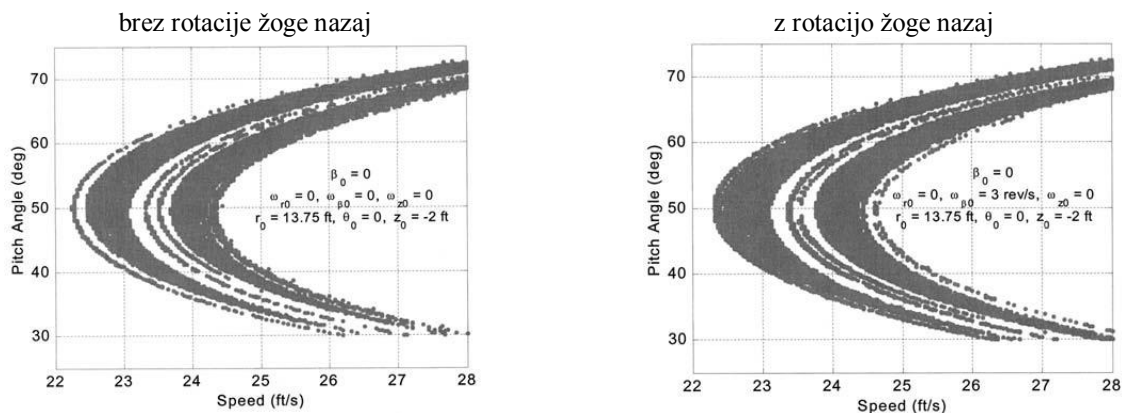 brez rotacije žoge nazaj
z rotacijo žoge nazaj
70
60
50
40
30
Pitch Angle (deg)
β0 = 0
ωr0 = 0, ωβ0 = 0, ωz0 = 0
r0 = 13.75 ft, θ0 = 0, z0 = -2 ft
22 23 24 25 26 27 28
Speed (ft/s)
70
60
50
40
30
Pitch Angle (deg)
β0 = 0
ωr0 = 0, ωβ0 = 3 rev/s, ωz0 = 0
r0 = 13.75 ft, θ0 = 0, z0 = -2 ft
22 23 24 25 26 27 28
Speed (ft/s)